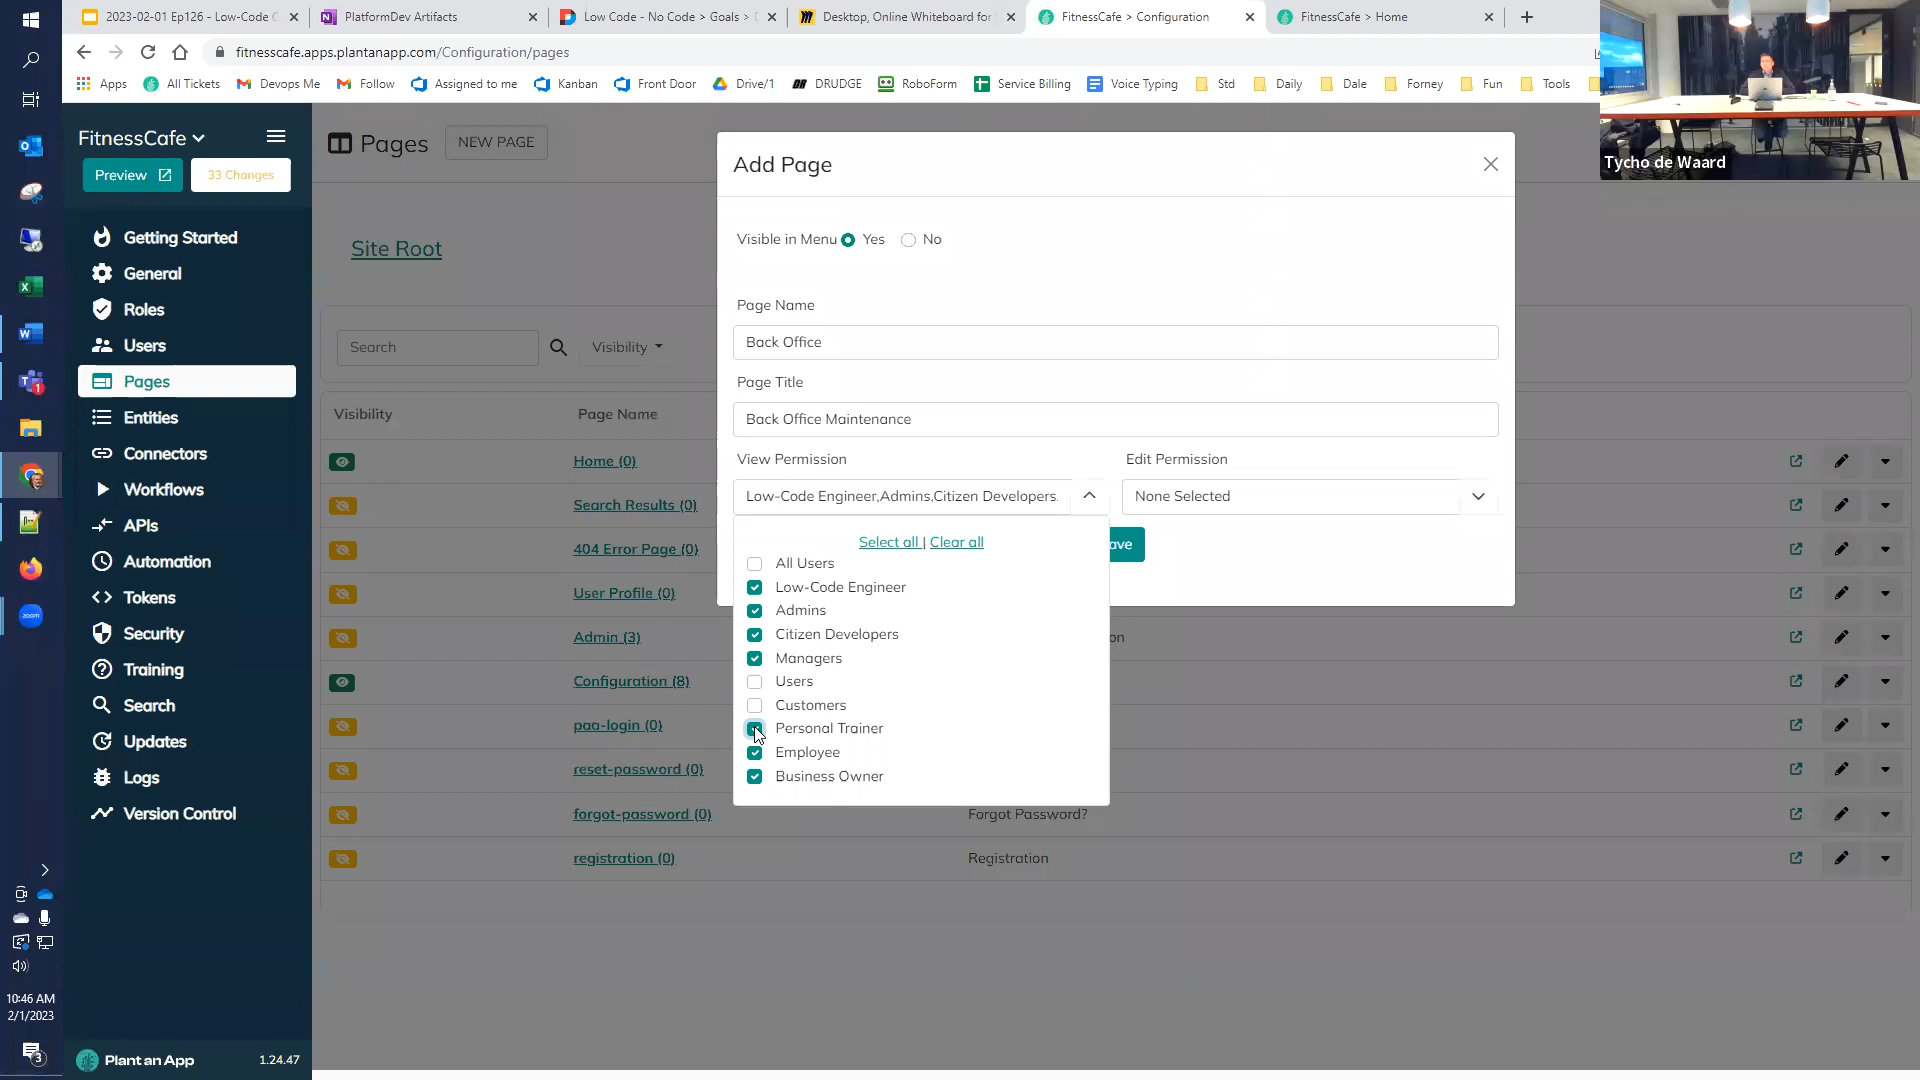 2023-02-01 Ep126 - Low-Code C
PlatformDev Artifacts
Low Code - No Code > Goals >
Desktop, Online Whiteboard for
FitnessCafe > Configuration
FitnessCafe > Home
fitnesscafe.apps.plantanapp.com/Configuration/pages
Apps
All Tickets
Devops Me
Follow
Assigned to me
Kanban
Front Door
Drive/1
DRUDGE
RoboForm
Service Billing
Voice Typing
Std
Daily
Dale
Forney
Fun
Tools
Tycho de Waard
FitnessCafe
Preview
33 Changes
Getting Started
General
Roles
Users
Pages
Entities
Connectors
Workflows
APIs
Automation
Tokens
Security
Training
Search
Updates
Logs
Version Control
Plant an App
1.24.47
Pages
NEW PAGE
Site Root
Search
Visibility
Visibility
Page Name
Home (0)
Search Results (0)
404 Error Page (0)
User Profile (0)
Admin (3)
on
Configuration (8)
paa-login (0)
reset-password (0)
forgot-password (0)
Forgot Password?
registration (0)
Registration
Add Page
Visible in Menu
Yes
No
Page Name
Back Office
Page Title
Back Office Maintenance
View Permission
Edit Permission
Low-Code Engineer,Admins,Citizen Developers
None Selected
Select all | Clear all
ave
All Users
Low-Code Engineer
Admins
Citizen Developers
Managers
Users
Customers
Personal Trainer
Employee
Business Owner
10:46 AM
2/1/2023
3
1
zoom